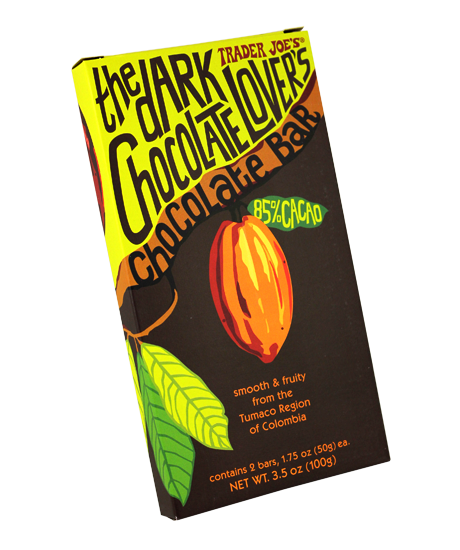 TRADER JOE'S®
the dARK
CHOCOLATE LOVER'S
CHOCOLate BaR
85% CACAO
smooth & fruity
from the
Tumaco Region
of Colombia
contains 2 bars, 1.75 oz (50g) ea.
NET WT. 3.5 oz (100g)